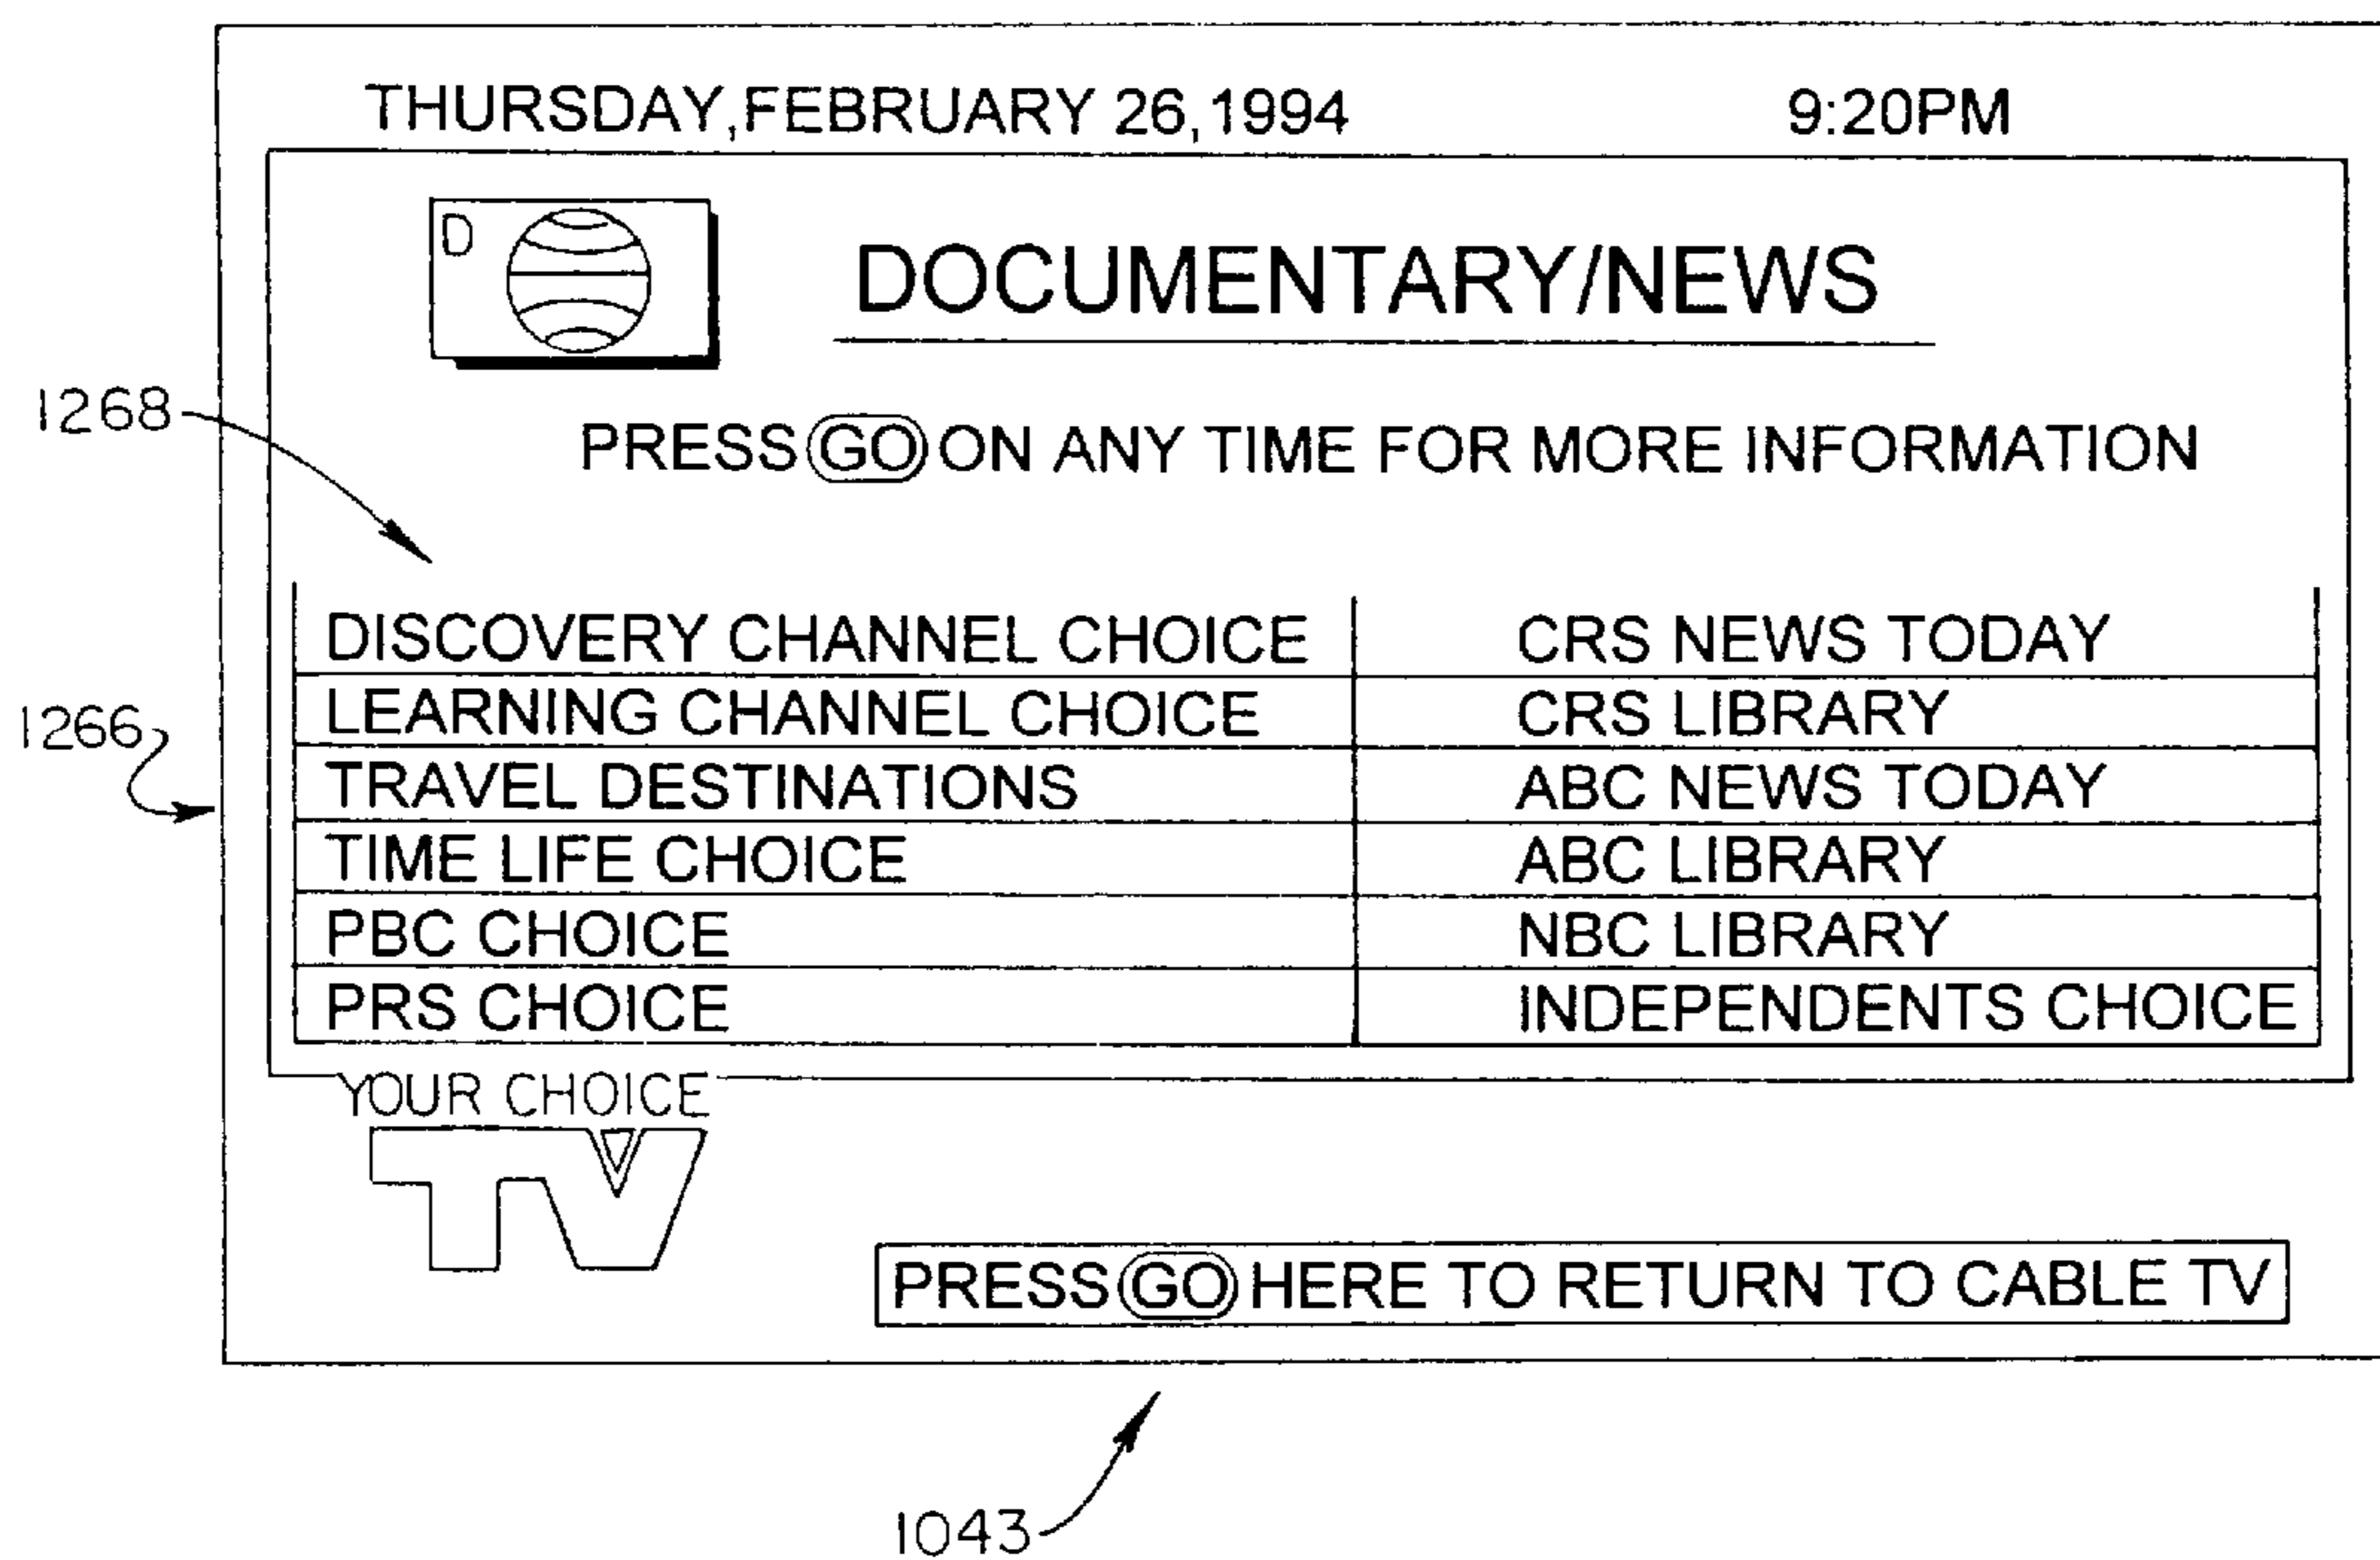 THURSDAY,FEBRUARY 26,1994 9:20PM
D
DOCUMENTARY/NEWS
1268
PRESS GO ON ANY TIME FOR MORE INFORMATION
DISCOVERY CHANNEL CHOICE CRS NEWS TODAY
LEARNING CHANNEL CHOICE CRS LIBRARY
1266
TRAVEL DESTINATIONS ABC NEWS TODAY
TIME LIFE CHOICE ABC LIBRARY
PBC CHOICE NBC LIBRARY
PRS CHOICE INDEPENDENTS CHOICE
YOUR CHOICE
TV
PRESS GO HERE TO RETURN TO CABLE TV
1043